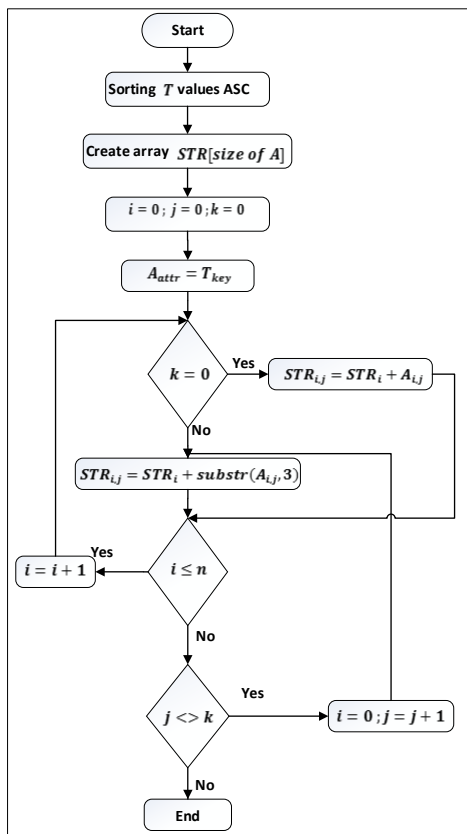 Start
Sorting T values ASC
Create array STR[size of A]
i = 0; j = 0; k = 0
A_attr = T_key
k = 0
Yes
STR_i,j = STR_i + A_i,j
No
STR_i,j = STR_i + substr(A_i,j, 3)
i ≤ n
Yes
i = i + 1
No
j <> k
Yes
i = 0; j = j + 1
No
End